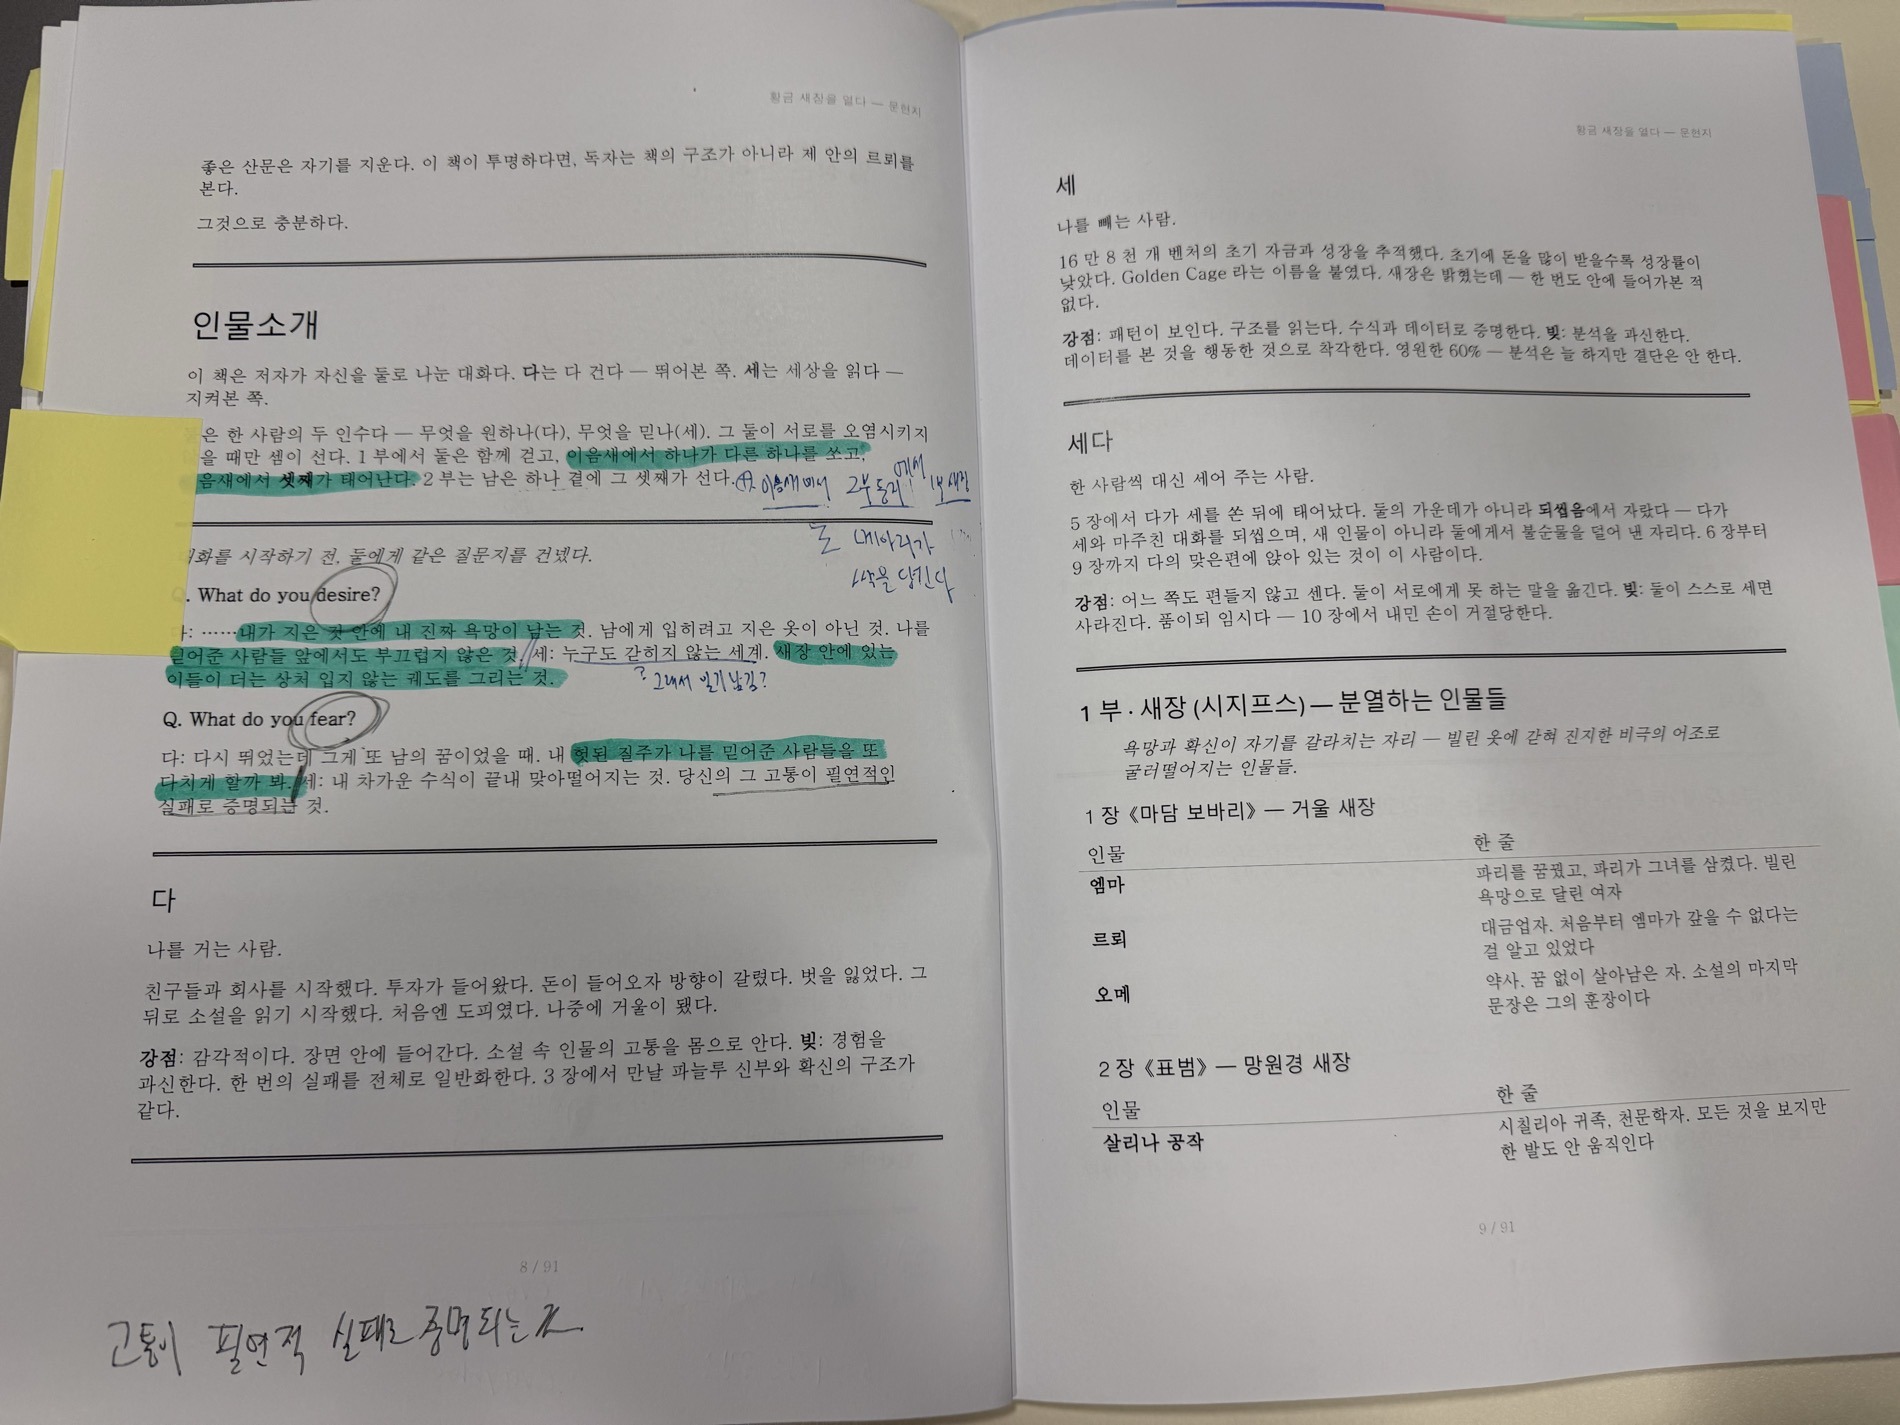 황금 새장을 열다 — 문현지
좋은 산문은 자기를 지운다. 이 책이 투명하다면, 독자는 책의 구조가 아니라 제 안의 르뢰를
본다.
그것으로 충분하다.
인물소개
이 책은 저자가 자신을 둘로 나눈 대화다. 다는 다 건다 — 뛰어본 쪽. 세는 세상을 읽다 —
지켜본 쪽.
은 한 사람의 두 인수다 — 무엇을 원하나(다), 무엇을 믿나(세). 그 둘이 서로를 오염시키지
을 때만 셈이 선다. 1 부에서 둘은 함께 걷고, 이음새에서 하나가 다른 하나를 쏘고,
음새에서 셋째가 태어난다. 2 부는 남은 하나 곁에 그 셋째가 선다.
이음새에서 2부 에서
화를 시작하기 전, 둘에게 같은 질문지를 건넸다.
. What do you desire?
다: ……내가 지은 것 안에 내 진짜 욕망이 남는 것. 남에게 입히려고 지은 옷이 아닌 것. 나를
믿어준 사람들 앞에서도 부끄럽지 않은 것. 세: 누구도 갇히지 않는 세계. 새장 안에 있는
이들이 더는 상처 입지 않는 궤도를 그리는 것.
그래서
Q. What do you fear?
다: 다시 뛰었는데 그게 또 남의 꿈이었을 때. 내 헛된 질주가 나를 믿어준 사람들을 또
다치게 할까 봐. 세: 내 차가운 수식이 끝내 맞아떨어지는 것. 당신의 그 고통이 필연적인
실패로 증명되는 것.
다
나를 거는 사람.
친구들과 회사를 시작했다. 투자가 들어왔다. 돈이 들어오자 방향이 갈렸다. 벗을 잃었다. 그
뒤로 소설을 읽기 시작했다. 처음엔 도피였다. 나중에 거울이 됐다.
강점: 감각적이다. 장면 안에 들어간다. 소설 속 인물의 고통을 몸으로 안다. 빚: 경험을
과신한다. 한 번의 실패를 전체로 일반화한다. 3 장에서 만날 파늘루 신부와 확신의 구조가
같다.
8 / 91
고통이 필연적 실패로 증명되는 것.
황금 새장을 열다 — 문현지
세
나를 빼는 사람.
16 만 8 천 개 벤처의 초기 자금과 성장을 추적했다. 초기에 돈을 많이 받을수록 성장률이
낮았다. Golden Cage 라는 이름을 붙였다. 새장은 밝혔는데 — 한 번도 안에 들어가본 적
없다.
강점: 패턴이 보인다. 구조를 읽는다. 수식과 데이터로 증명한다. 빚: 분석을 과신한다.
데이터를 본 것을 행동한 것으로 착각한다. 영원한 60% — 분석은 늘 하지만 결단은 안 한다.
세다
한 사람씩 대신 세어 주는 사람.
5 장에서 다가 세를 쏜 뒤에 태어났다. 둘의 가운데가 아니라 되씹음에서 자랐다 — 다가
세와 마주친 대화를 되씹으며, 새 인물이 아니라 둘에게서 불순물을 덜어 낸 자리다. 6 장부터
9 장까지 다의 맞은편에 앉아 있는 것이 이 사람이다.
강점: 어느 쪽도 편들지 않고 센다. 둘이 서로에게 못 하는 말을 옮긴다. 빚: 둘이 스스로 세면
사라진다. 품이되 임시다 — 10 장에서 내민 손이 거절당한다.
1 부 · 새장 (시지프스) — 분열하는 인물들
욕망과 확신이 자기를 갈라치는 자리 — 빌린 옷에 갇혀 진지한 비극의 어조로
굴러떨어지는 인물들.
1 장 《마담 보바리》 — 거울 새장
인물 한 줄
엠마 파리를 꿈꿨고, 파리가 그녀를 삼켰다. 빌린
욕망으로 달린 여자
르뢰 대금업자. 처음부터 엠마가 갚을 수 없다는
걸 알고 있었다
오메 약사. 꿈 없이 살아남은 자. 소설의 마지막
문장은 그의 훈장이다
2 장 《표범》 — 망원경 새장
인물 한 줄
살리나 공작 시칠리아 귀족, 천문학자. 모든 것을 보지만
한 발도 안 움직인다
9 / 91